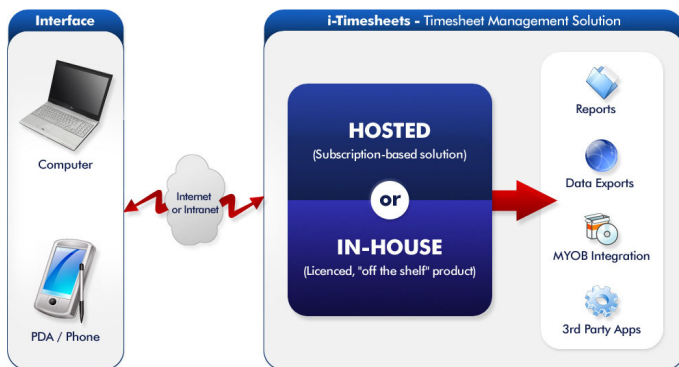 Interface
Computer
PDA / Phone
Internet
or Intranet
i-Timesheets - Timesheet Management Solution
HOSTED
(Subscription-based solution)
or
IN-HOUSE
(Licenced, "off the shelf" product)
Reports
Data Exports
MYOB Integration
3rd Party Apps